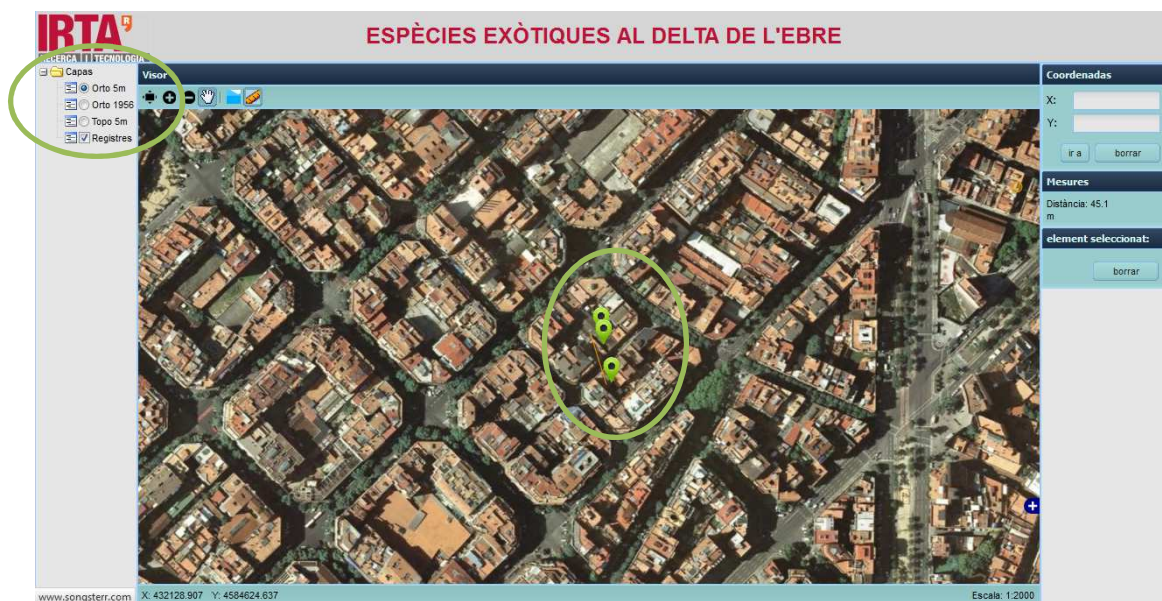 IRTA
RECERCA I TECNOLOGIA
ESPÈCIES EXÒTIQUES AL DELTA DE L'EBRE
Capas
Orto 5m
Orto 1956
Topo 5m
Registres
Visor
Coordenadas
X:
Y:
ir a
borrar
Mesures
Distància: 45.1
m
element seleccionat:
borrar
www.songsterr.com
X: 432128.907 Y: 4584624.637
Escala: 1:2000